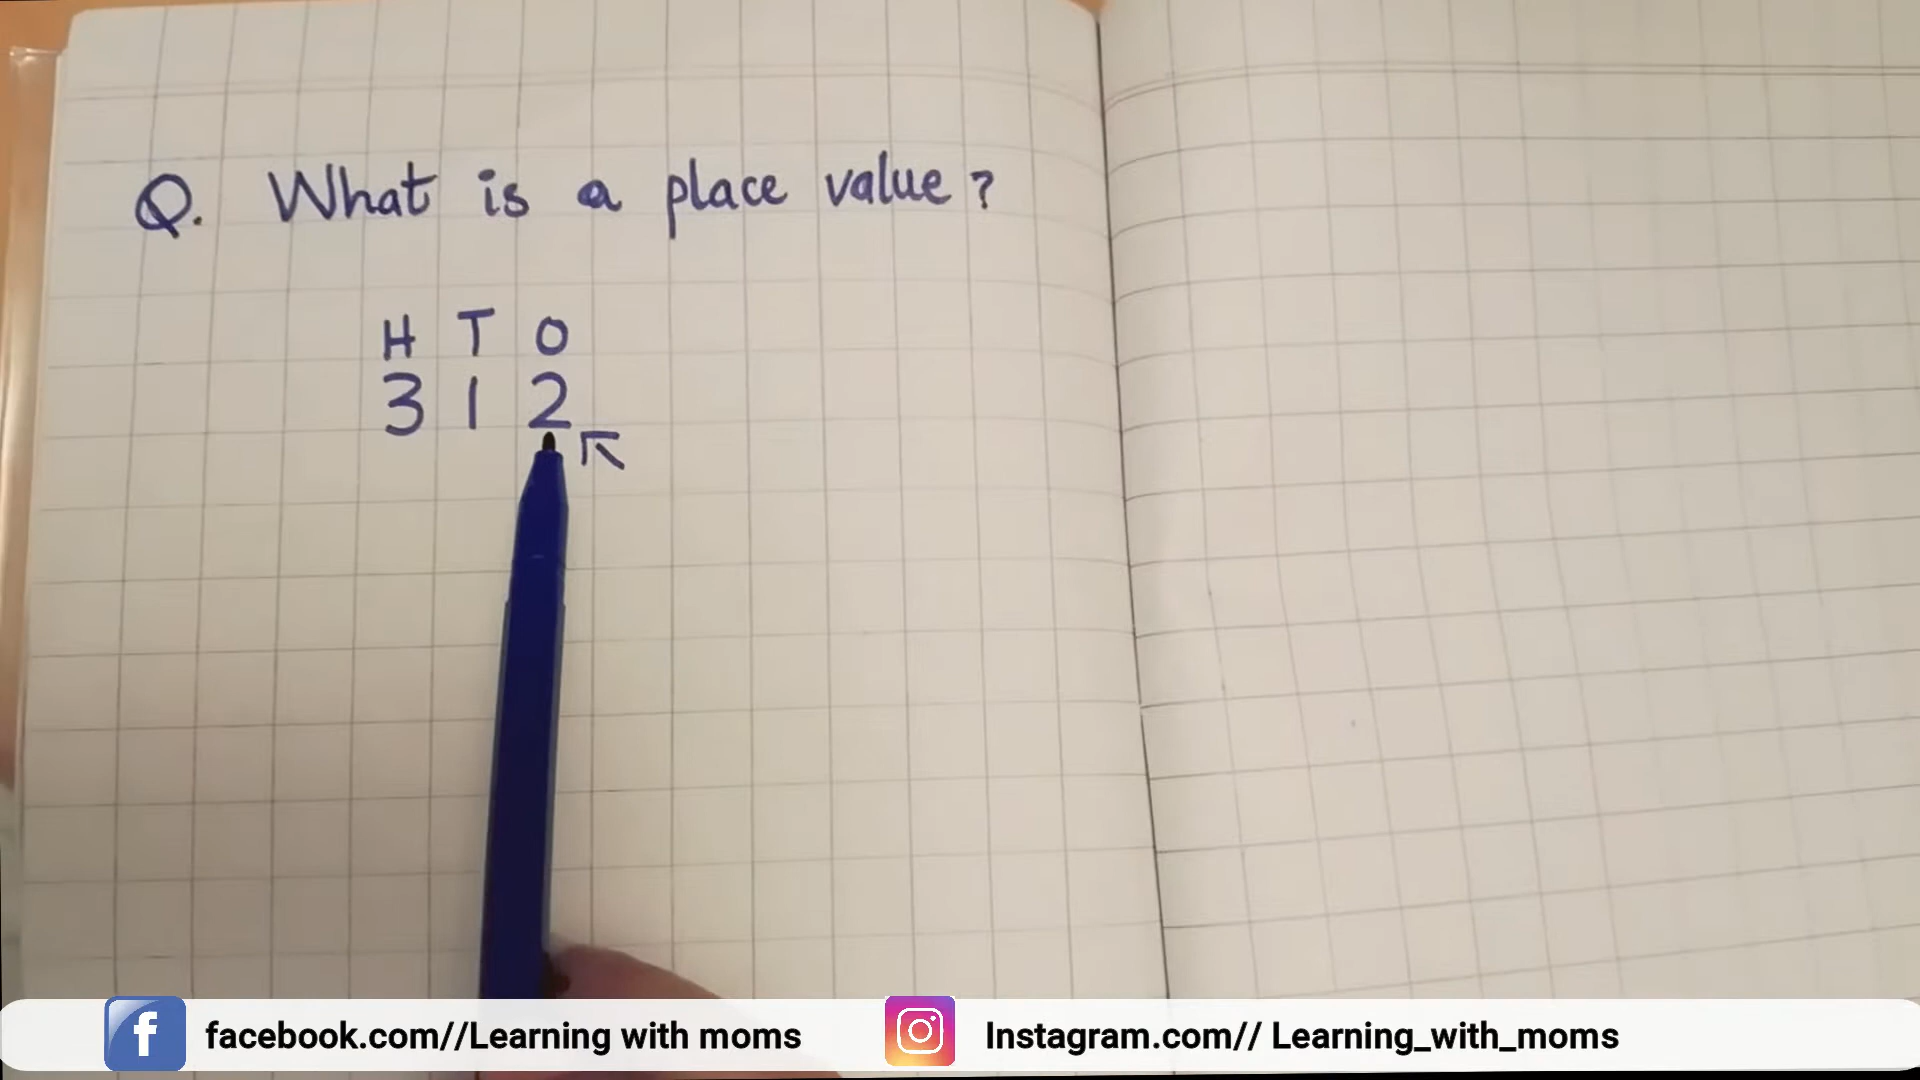 Q. What is a place value?
H T O
3 1 2
facebook.com//Learning with moms
Instagram.com// Learning_with_moms